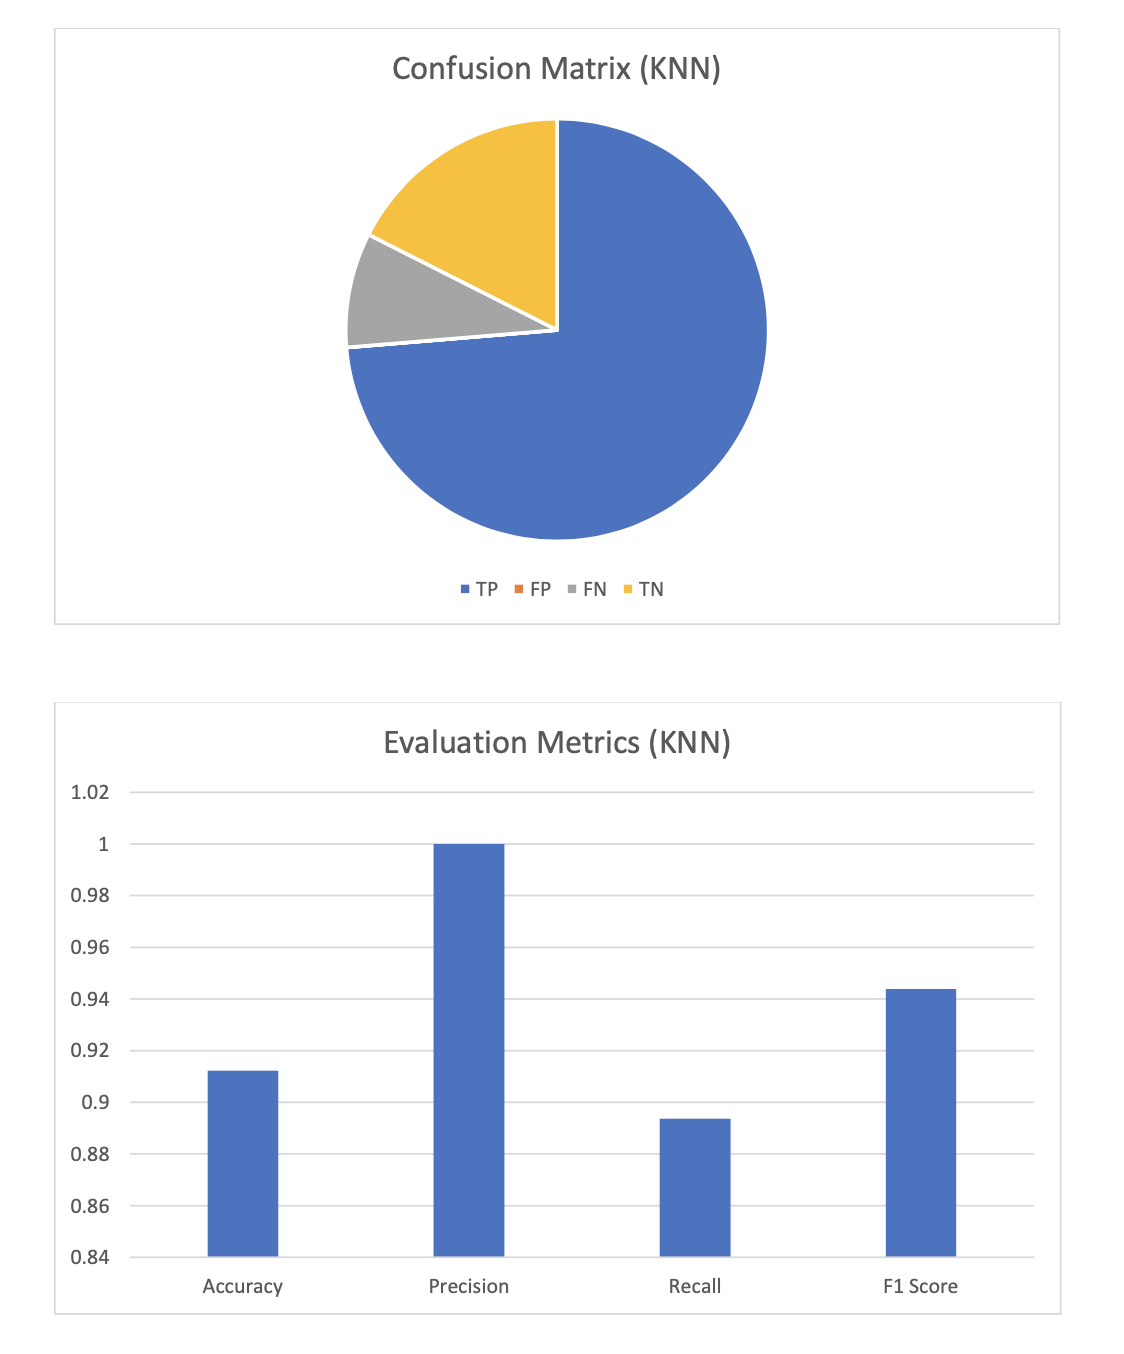 Confusion Matrix (KNN)
TP FP FN TN
Evaluation Metrics (KNN)
1.02
1
0.98
0.96
0.94
0.92
0.9
0.88
0.86
0.84
Accuracy Precision Recall F1 Score